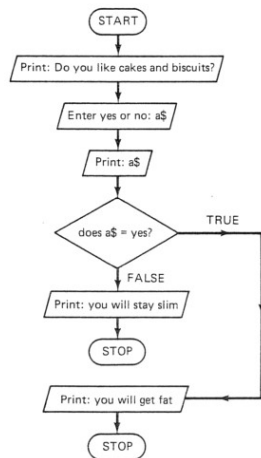 START
Print: Do you like cakes and biscuits?
Enter yes or no: a$
Print: a$
does a$ = yes?
TRUE
FALSE
Print: you will stay slim
STOP
Print: you will get fat
STOP